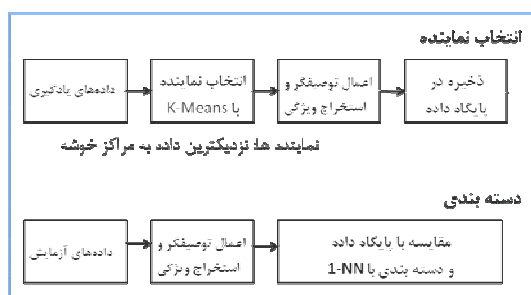 انتخاب نماینده
داده‌های یادگیری
انتخاب نماینده
با K-Means
اعمال توصیفگر و
استخراج ویژگی
ذخیره در
پایگاه داده
نماینده ها: نزدیکترین داده به مراکز خوشه
دسته بندی
داده‌های آزمایش
اعمال توصیفگر و
استخراج ویژگی
مقایسه با پایگاه داده
و دسته بندی با 1-NN